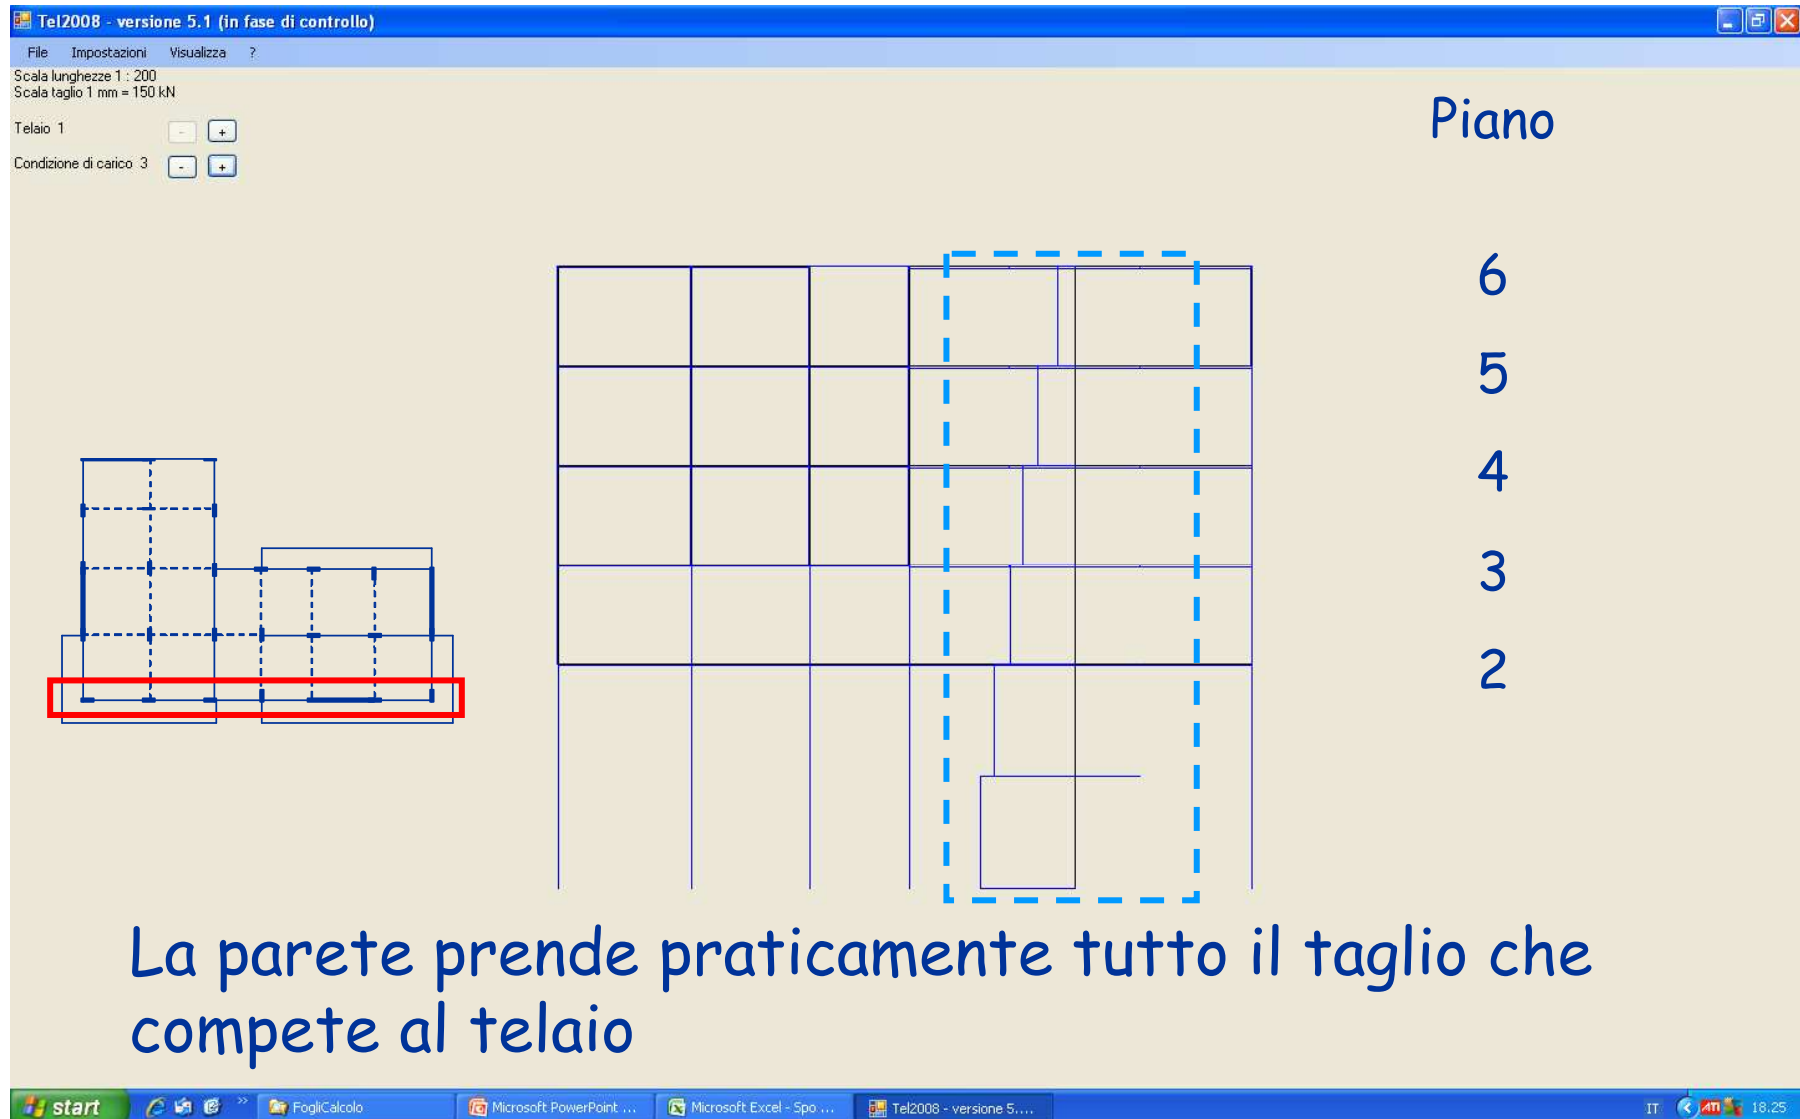 Tel2008 - versione 5.1 (in fase di controllo)
File Impostazioni Visualizza ?
Scala lunghezze 1 : 200
Scala taglio 1 mm = 150 kN
Telaio 1 - +
Condizione di carico 3 - +
Piano
6
5
4
3
2
La parete prende praticamente tutto il taglio che
compete al telaio
start » FogliCalcolo Microsoft PowerPoint ... Microsoft Excel - Spo ... Tel2008 - versione 5.... IT ATI 18.25